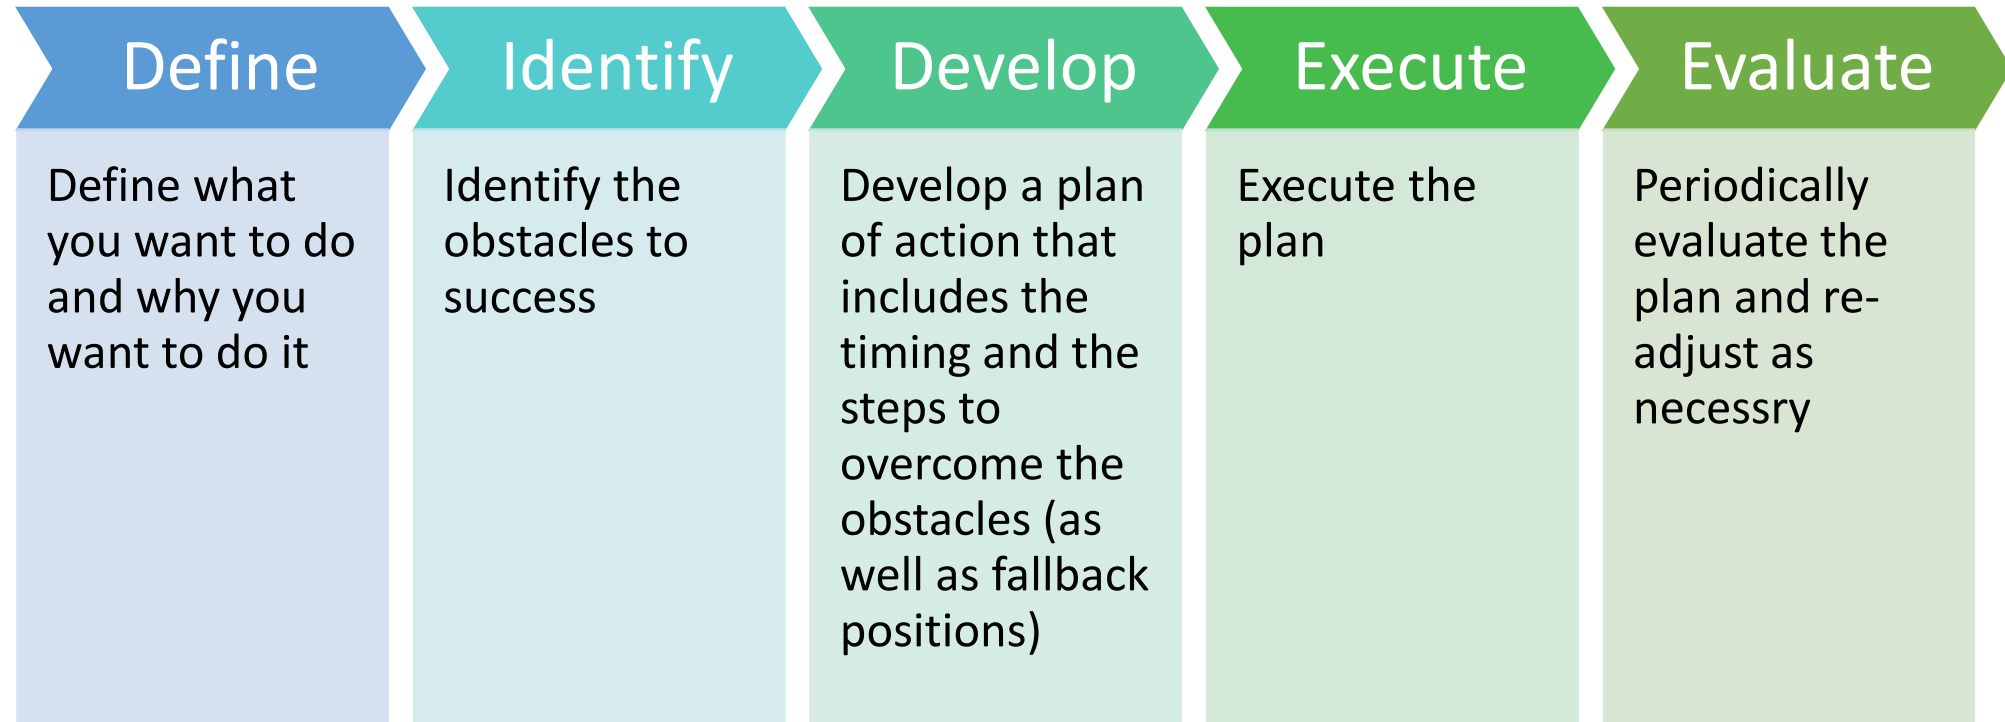 Define
Identify
Develop
Execute
Evaluate
Define what
you want to do
and why you
want to do it
Identify the
obstacles to
success
Develop a plan
of action that
includes the
timing and the
steps to
overcome the
obstacles (as
well as fallback
positions)
Execute the
plan
Periodically
evaluate the
plan and re-
adjust as
necessry